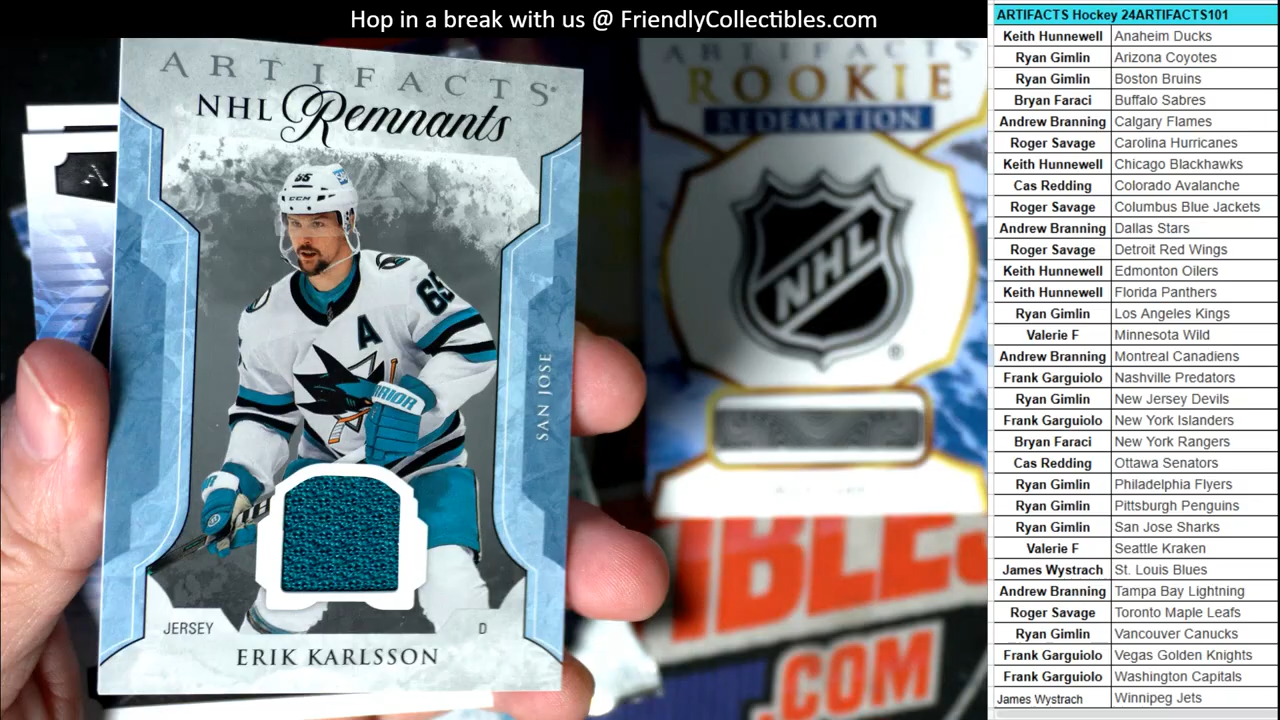 Hop in a break with us @ FriendlyCollectibles.com
ARTIFACTS
NHL Remnants
65
CCM
65
A
WARRIOR
SAN JOSE
JERSEY
D
ERIK KARLSSON
A
ARTIFACTS
ROOKIE
REDEMPTION
NHL
IBLES
.COM
ARTIFACTS Hockey 24ARTIFACTS101
Keith Hunnewell Anaheim Ducks
Ryan Gimlin Arizona Coyotes
Ryan Gimlin Boston Bruins
Bryan Faraci Buffalo Sabres
Andrew Branning Calgary Flames
Roger Savage Carolina Hurricanes
Keith Hunnewell Chicago Blackhawks
Cas Redding Colorado Avalanche
Roger Savage Columbus Blue Jackets
Andrew Branning Dallas Stars
Roger Savage Detroit Red Wings
Keith Hunnewell Edmonton Oilers
Keith Hunnewell Florida Panthers
Ryan Gimlin Los Angeles Kings
Valerie F Minnesota Wild
Andrew Branning Montreal Canadiens
Frank Garguiolo Nashville Predators
Ryan Gimlin New Jersey Devils
Frank Garguiolo New York Islanders
Bryan Faraci New York Rangers
Cas Redding Ottawa Senators
Ryan Gimlin Philadelphia Flyers
Ryan Gimlin Pittsburgh Penguins
Ryan Gimlin San Jose Sharks
Valerie F Seattle Kraken
James Wystrach St. Louis Blues
Andrew Branning Tampa Bay Lightning
Roger Savage Toronto Maple Leafs
Ryan Gimlin Vancouver Canucks
Frank Garguiolo Vegas Golden Knights
Frank Garguiolo Washington Capitals
James Wystrach Winnipeg Jets